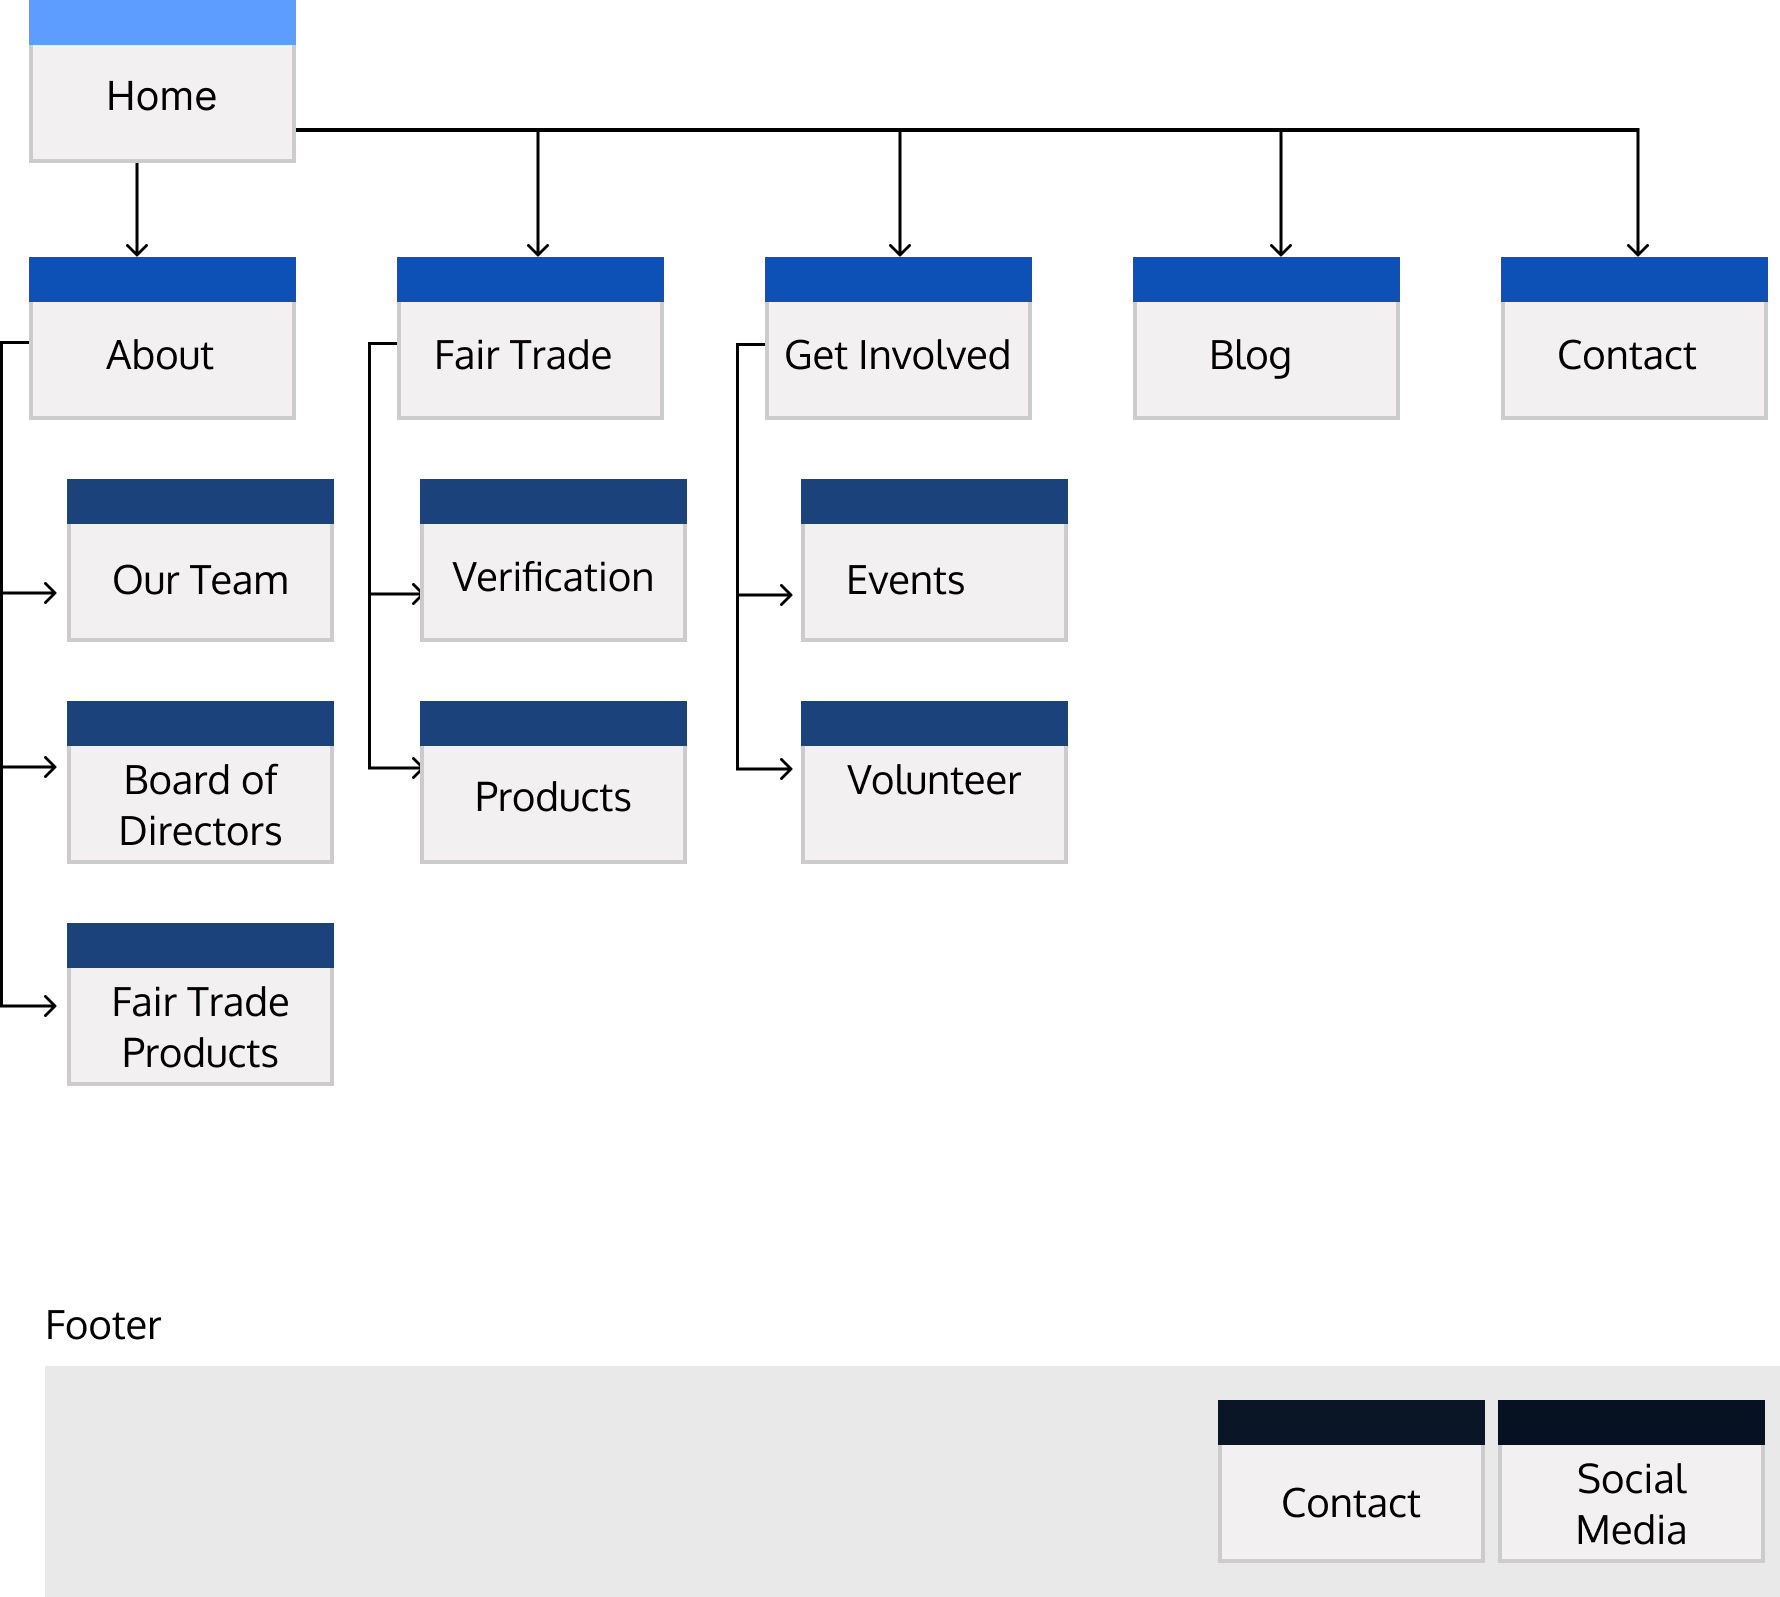 Home
About
Fair Trade
Get Involved
Blog
Contact
Our Team
Verification
Events
Board of
Directors
Products
Volunteer
Fair Trade
Products
Footer
Contact
Social
Media